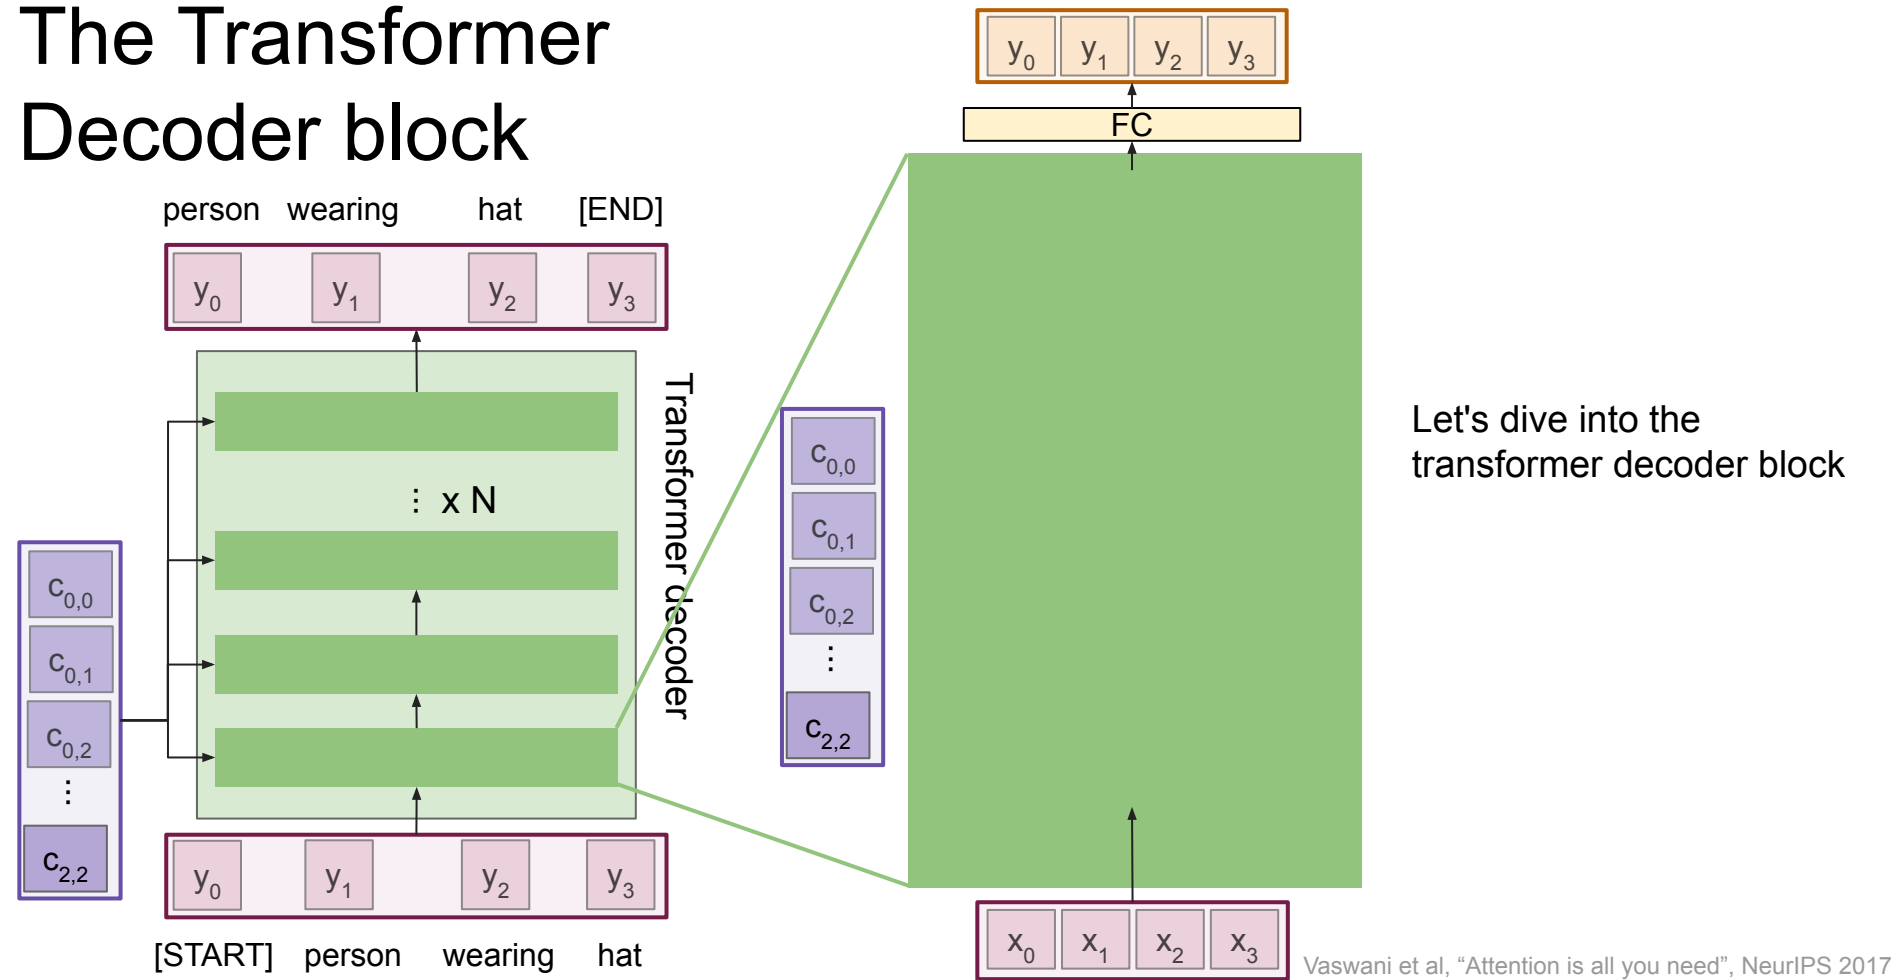 The Transformer
Decoder block
person wearing hat [END]
y0 y1 y2 y3
Transformer decoder
⋮ x N
c0,0
c0,1
c0,2
⋮
c2,2
y0 y1 y2 y3
[START] person wearing hat
y0 y1 y2 y3
FC
c0,0
c0,1
c0,2
⋮
c2,2
x0 x1 x2 x3
Let's dive into the
transformer decoder block
Vaswani et al, “Attention is all you need”, NeurIPS 2017